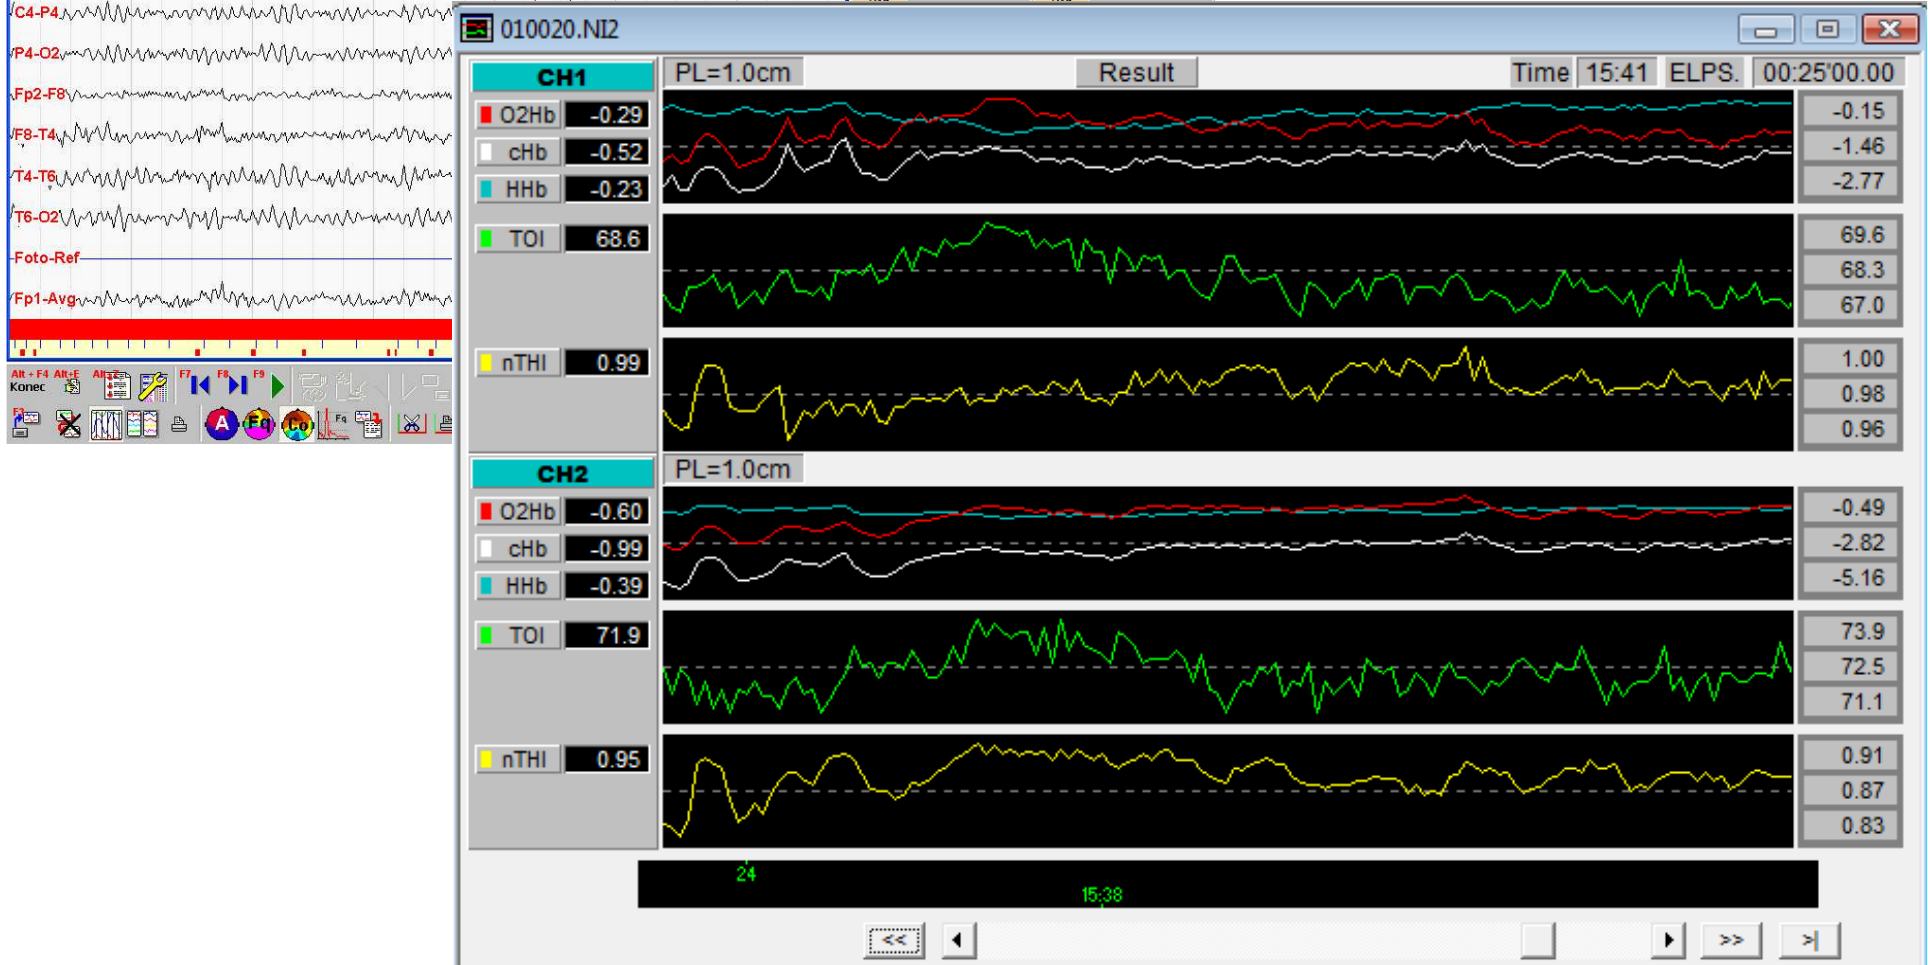 C4-P4
P4-O2
Fp2-F8
F8-T4
T4-T6
T6-O2
Foto-Ref
Fp1-Avg
Alt + F4 Alt+E F7 F8 F9
Konec
A Fq Co Fq
010020.NI2
CH1 PL=1.0cm Result Time 15:41 ELPS. 00:25'00.00
O2Hb -0.29 -0.15
cHb -0.52 -1.46
HHb -0.23 -2.77
TOI 68.6 69.6
68.3
67.0
nTHI 0.99 1.00
0.98
0.96
CH2 PL=1.0cm
O2Hb -0.60 -0.49
cHb -0.99 -2.82
HHb -0.39 -5.16
TOI 71.9 73.9
72.5
71.1
nTHI 0.95 0.91
0.87
0.83
24
15:38
<< >> >|